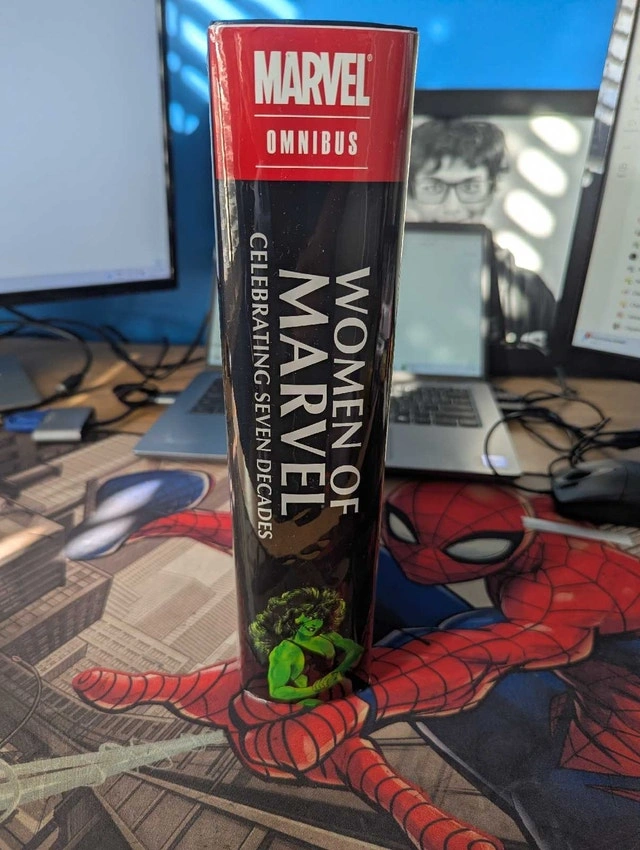 MARVEL®
OMNIBUS
WOMEN OF
MARVEL
CELEBRATING SEVEN DECADES